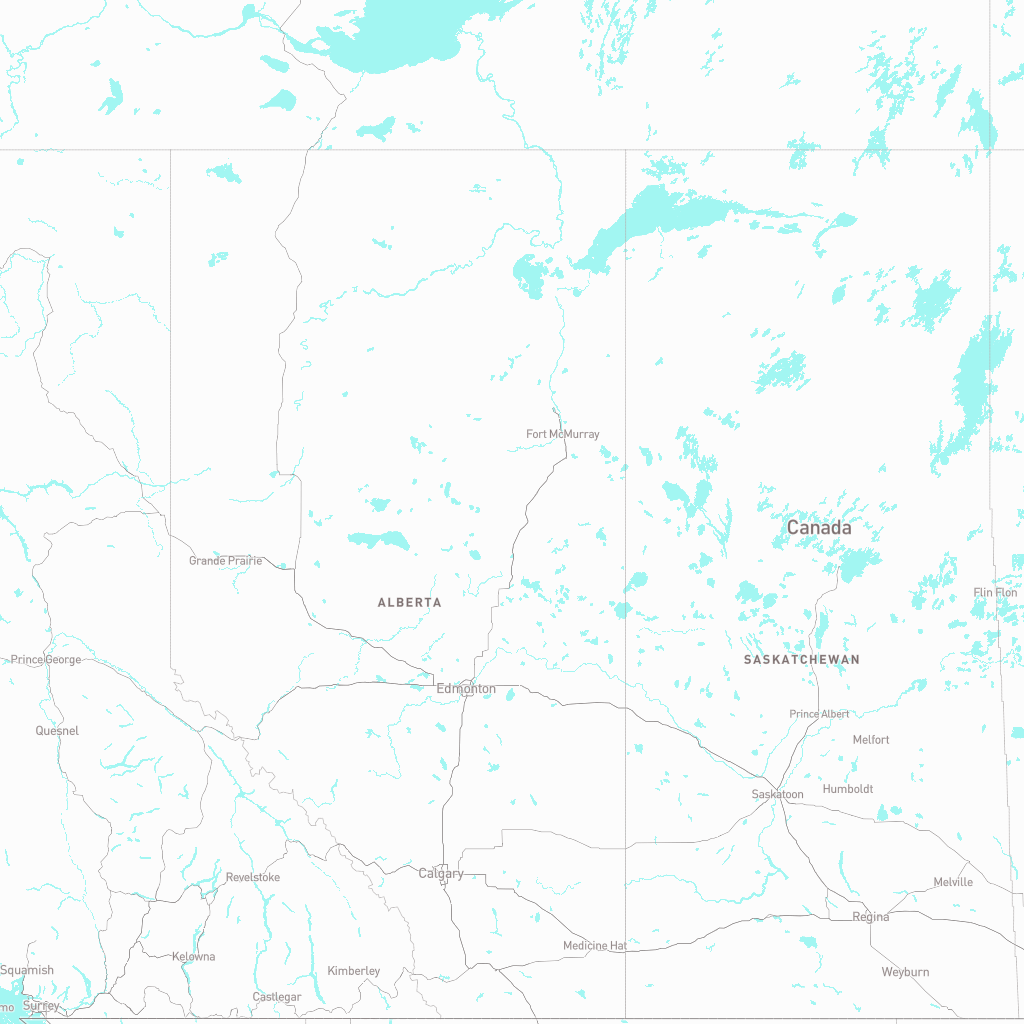 Fort McMurray
Canada
Grande Prairie
Flin Flon
ALBERTA
Prince George
SASKATCHEWAN
Edmonton
Prince Albert
Quesnel
Melfort
Humboldt
Saskatoon
Calgary
Revelstoke
Melville
Regina
Medicine Hat
Kelowna
Squamish
Kimberley
Weyburn
Castlegar
Surrey
mo